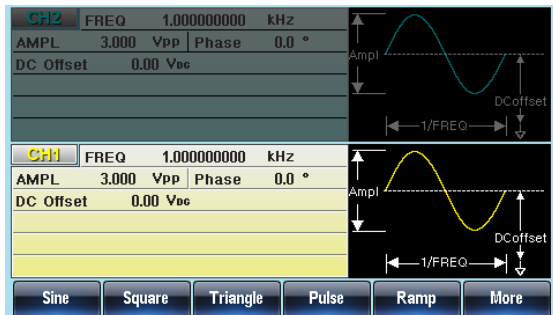 CH2 FREQ 1.000000000 kHz
AMPL 3.000 Vpp Phase 0.0 °
DC Offset 0.00 VDC
Ampl
DCoffset
1/FREQ
CH1 FREQ 1.000000000 kHz
AMPL 3.000 Vpp Phase 0.0 °
DC Offset 0.00 VDC
Ampl
DCoffset
1/FREQ
Sine Square Triangle Pulse Ramp More